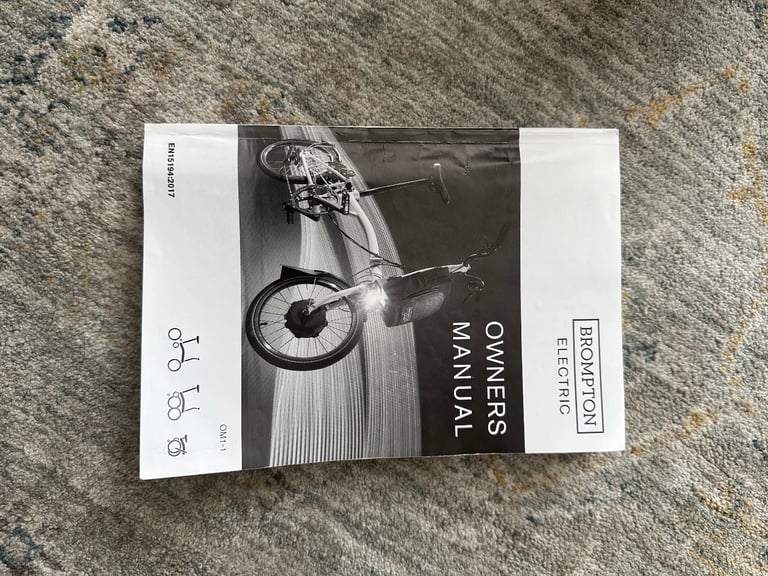 BROMPTON
ELECTRIC
OWNERS
MANUAL
OM1-1
EN15194:2017